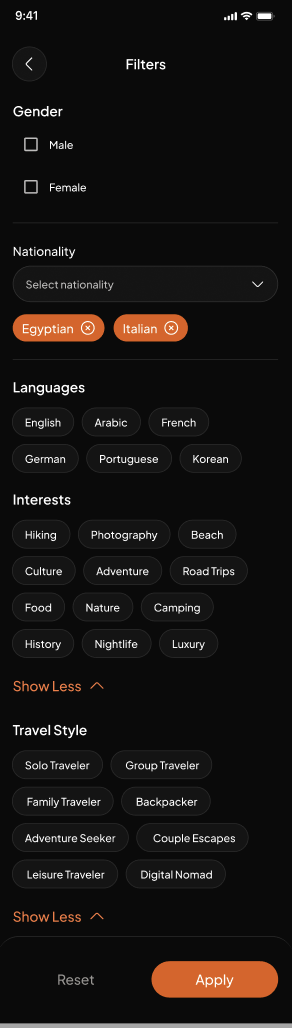 9:41
Filters
Gender
Male
Female
Nationality
Select nationality
Egyptian Italian
Languages
English Arabic French
German Portuguese Korean
Interests
Hiking Photography Beach
Culture Adventure Road Trips
Food Nature Camping
History Nightlife Luxury
Show Less
Travel Style
Solo Traveler Group Traveler
Family Traveler Backpacker
Adventure Seeker Couple Escapes
Leisure Traveler Digital Nomad
Show Less
Reset Apply